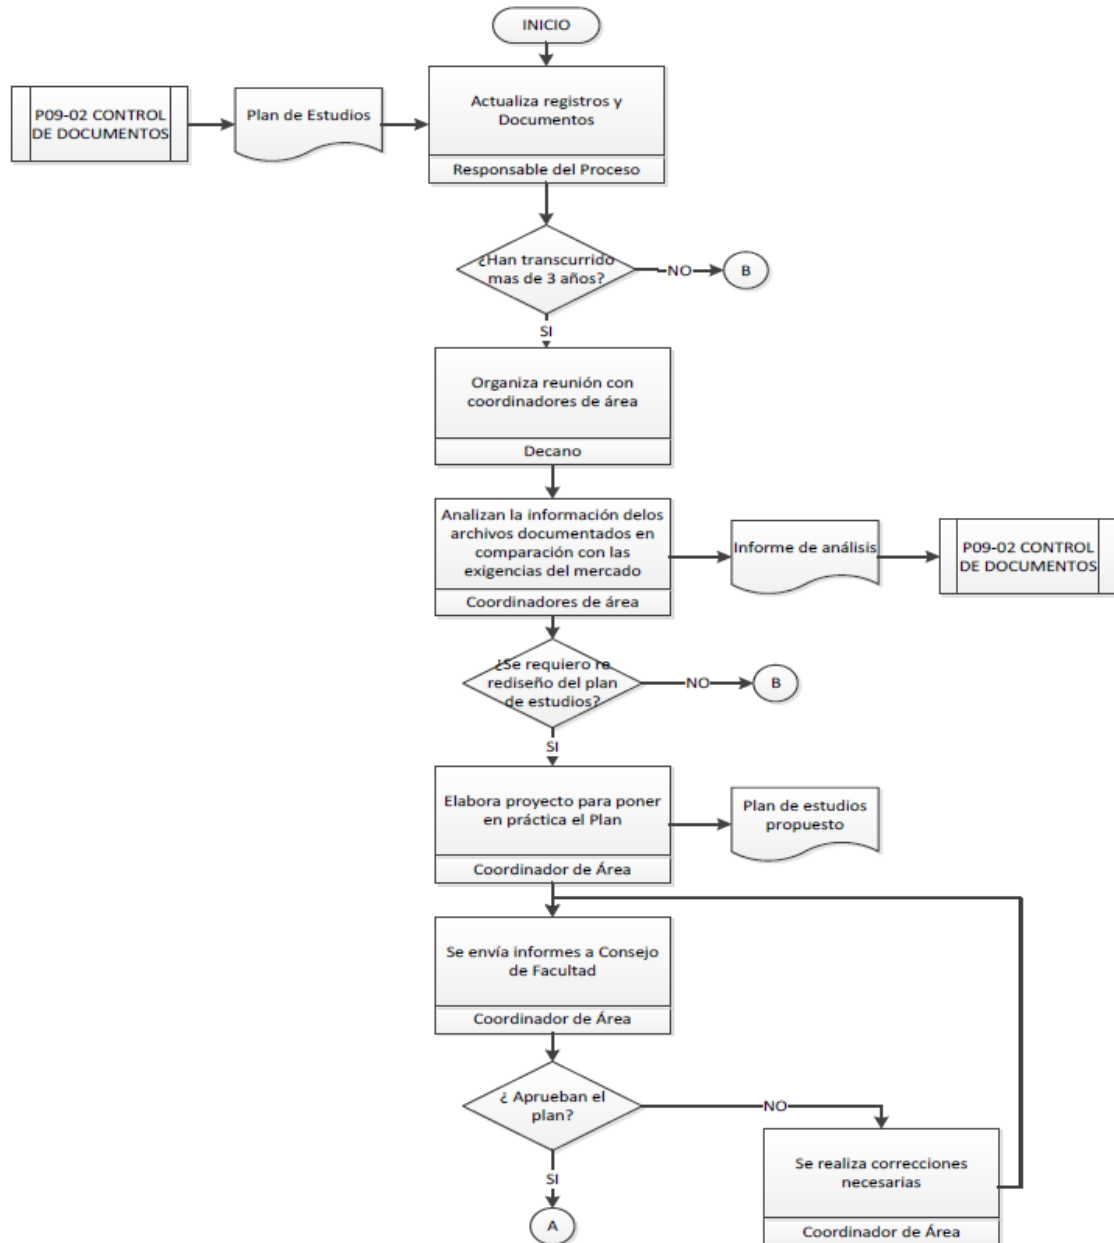 INICIO
P09-02 CONTROL
DE DOCUMENTOS
Plan de Estudios
Actualiza registros y
Documentos
Responsable del Proceso
¿Han transcurrido
mas de 3 años?
NO
B
SI
Organiza reunión con
coordinadores de área
Decano
Analizan la información delos
archivos documentados en
comparación con las
exigencias del mercado
Coordinadores de área
Informe de análisis
P09-02 CONTROL
DE DOCUMENTOS
¿Se requiero re
rediseño del plan
de estudios?
NO
B
SI
Elabora proyecto para poner
en práctica el Plan
Coordinador de Área
Plan de estudios
propuesto
Se envía informes a Consejo
de Facultad
Coordinador de Área
¿ Aprueban el
plan?
NO
Se realiza correcciones
necesarias
Coordinador de Área
SI
A